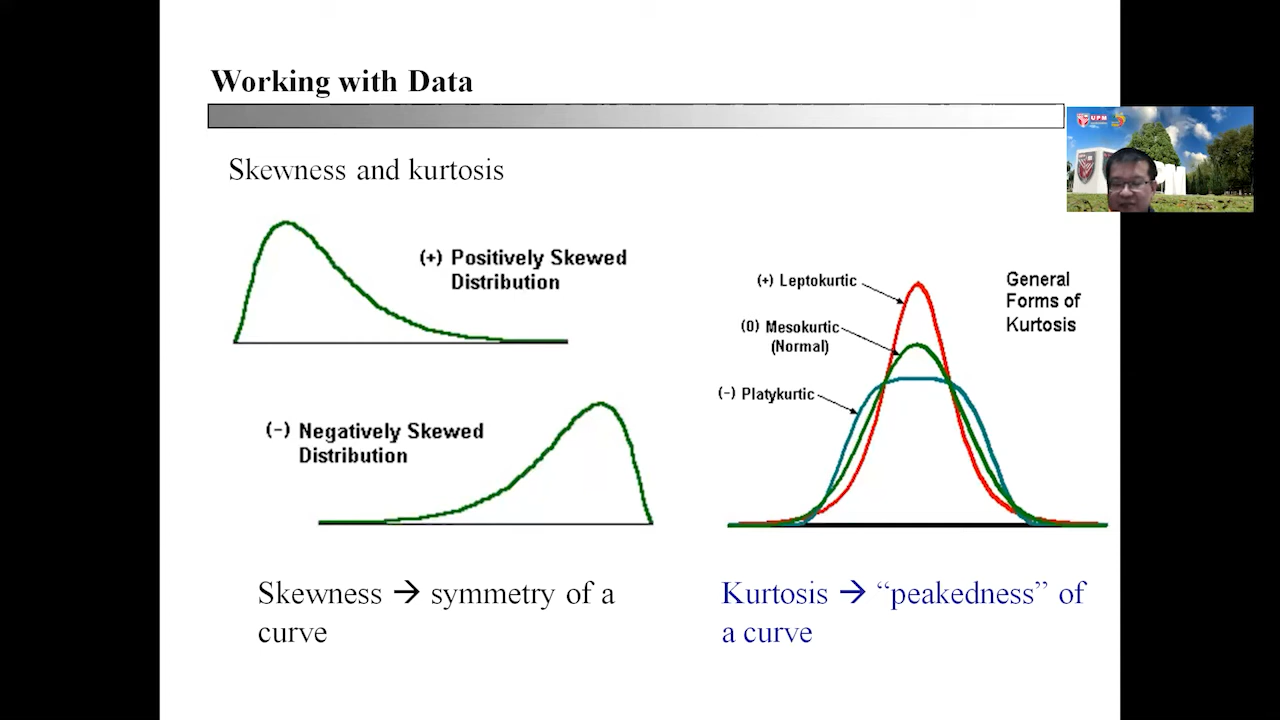 Working with Data
Skewness and kurtosis
(+) Positively Skewed
Distribution
(-) Negatively Skewed
Distribution
(+) Leptokurtic
(0) Mesokurtic
(Normal)
(-) Platykurtic
General
Forms of
Kurtosis
Skewness → symmetry of a
curve
Kurtosis → “peakedness” of
a curve
UPM